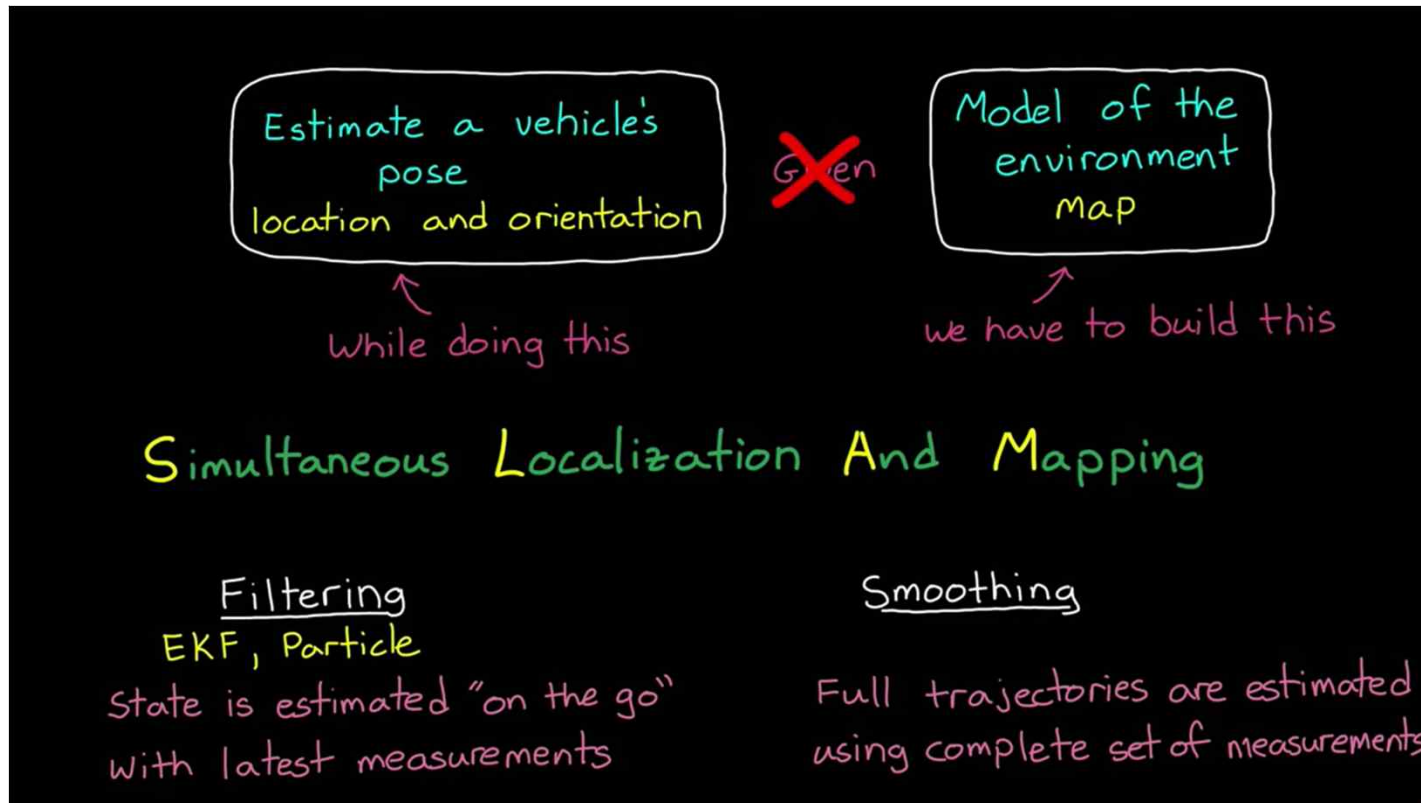 Estimate a vehicle's
pose
location and orientation
Given
Model of the
environment
map
While doing this
we have to build this
Simultaneous Localization And Mapping
Filtering
EKF, Particle
State is estimated "on the go"
with latest measurements
Smoothing
Full trajectories are estimated
using complete set of measurements